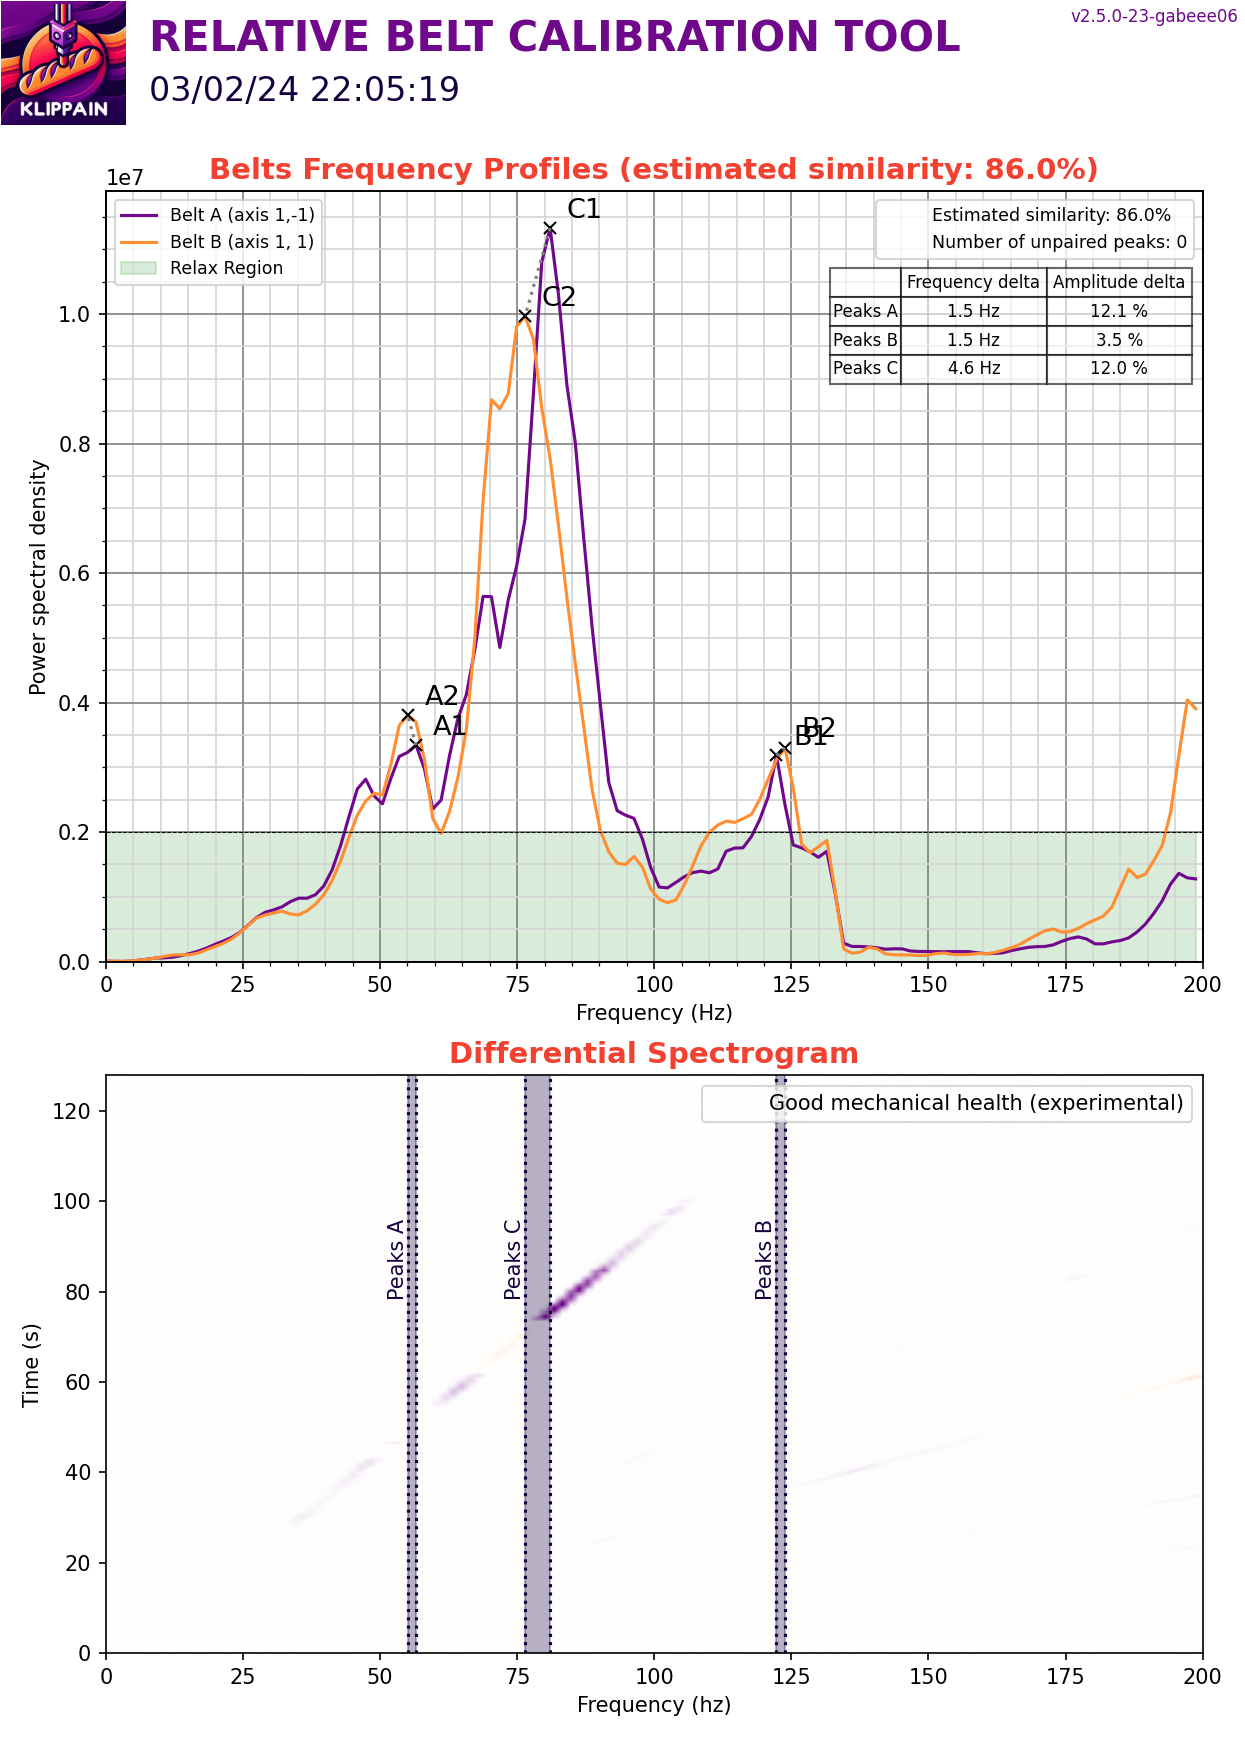 v2.5.0-23-gabeee06
RELATIVE BELT CALIBRATION TOOL
03/02/24 22:05:19
KLIPPAIN
Belts Frequency Profiles (estimated similarity: 86.0%)
1e7
Belt A (axis 1,-1)
Belt B (axis 1, 1)
Relax Region
Estimated similarity: 86.0%
Number of unpaired peaks: 0
Frequency delta Amplitude delta
Peaks A 1.5 Hz 12.1 %
Peaks B 1.5 Hz 3.5 %
Peaks C 4.6 Hz 12.0 %
C1
C2
A2
A1
B2
B1
1.0
0.8
0.6
0.4
0.2
0.0
Power spectral density
0 25 50 75 100 125 150 175 200
Frequency (Hz)
Differential Spectrogram
Good mechanical health (experimental)
Peaks A
Peaks C
Peaks B
120
100
80
60
40
20
0
Time (s)
0 25 50 75 100 125 150 175 200
Frequency (hz)